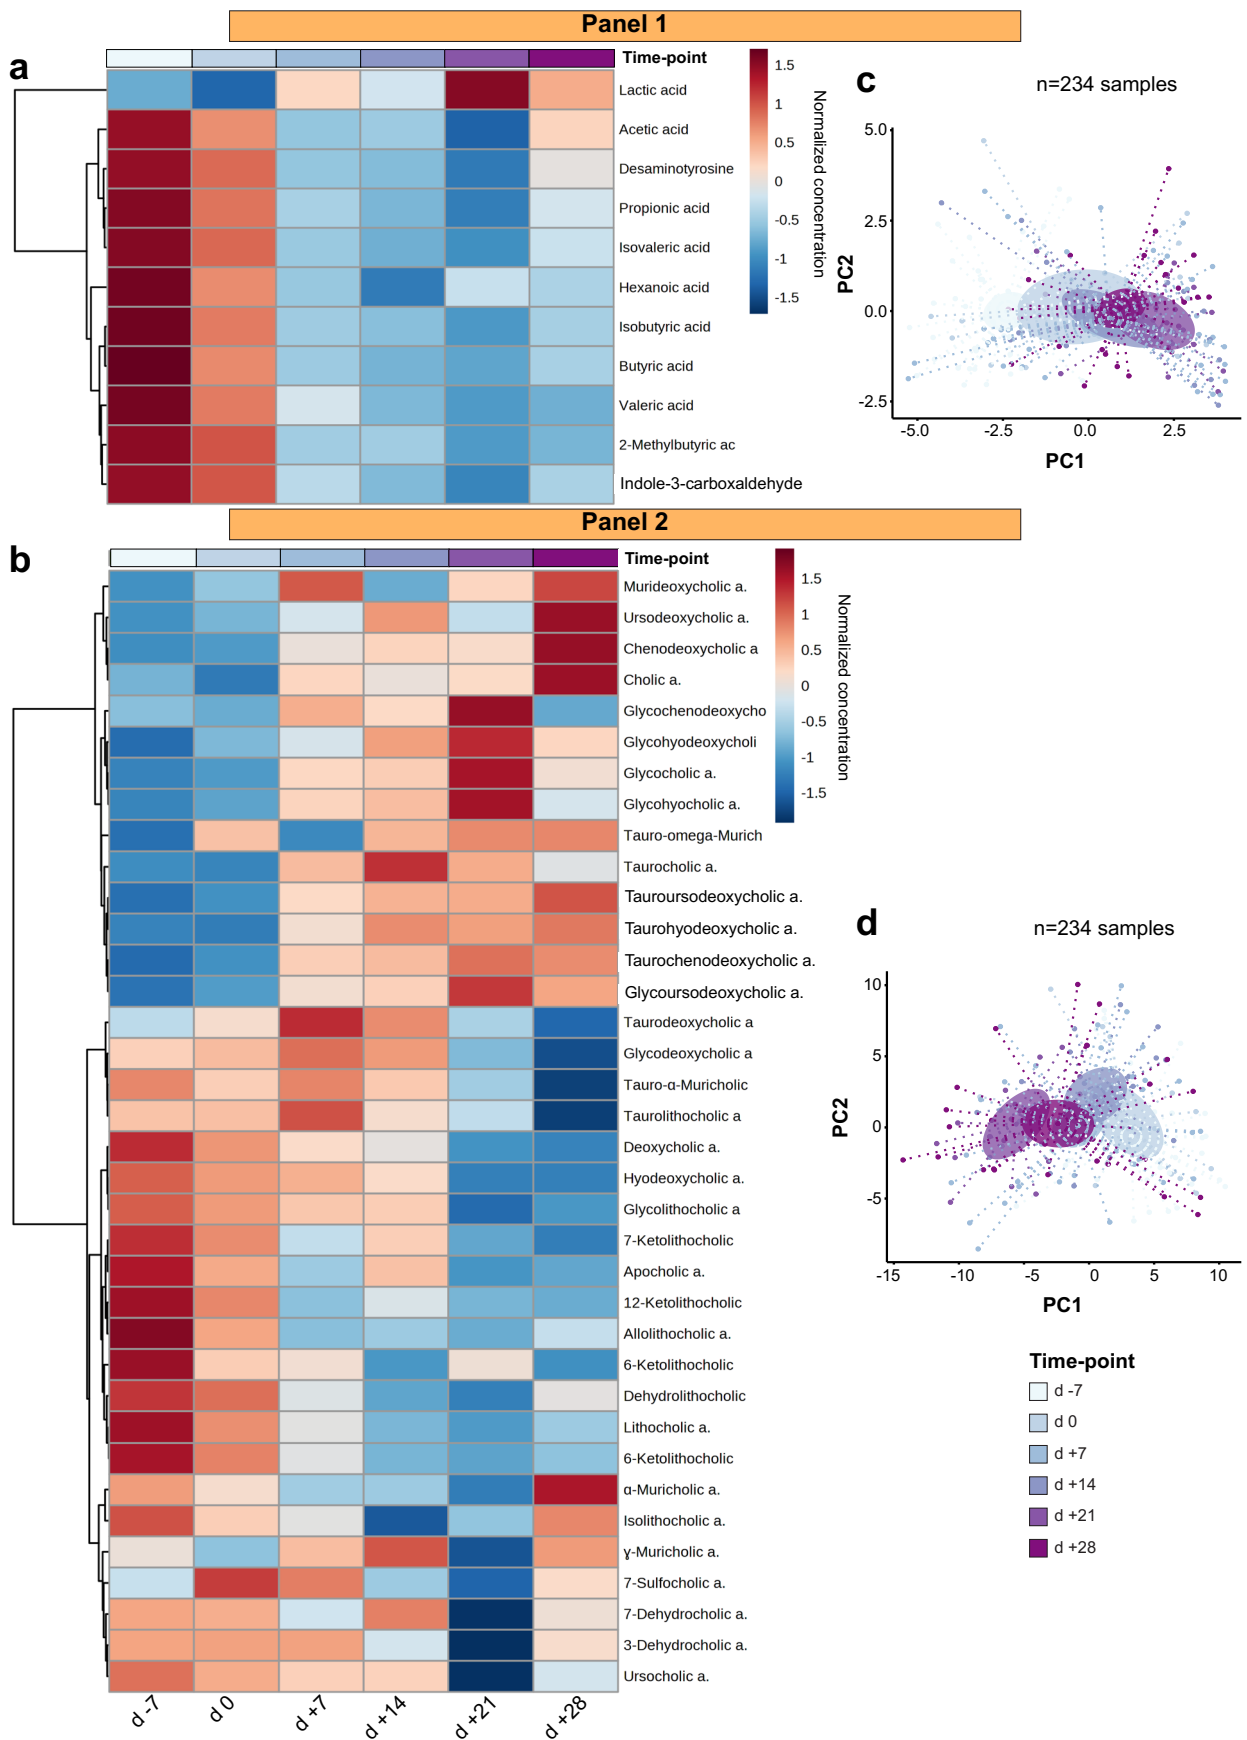 Panel 1
a
Time-point
Lactic acid
Acetic acid
Desaminotyrosine
Propionic acid
Isovaleric acid
Hexanoic acid
Isobutyric acid
Butyric acid
Valeric acid
2-Methylbutyric ac
Indole-3-carboxaldehyde
1.5
1
0.5
0
-0.5
-1
-1.5
Normalized concentration
c
n=234 samples
5.0
2.5
0.0
-2.5
PC2
-5.0
-2.5
0.0
2.5
PC1
Panel 2
b
Time-point
Murideoxycholic a.
Ursodeoxycholic a.
Chenodeoxycholic a
Cholic a.
Glycochenodeoxycho
Glycohyodeoxycholi
Glycocholic a.
Glycohyocholic a.
Tauro-omega-Murich
Taurocholic a.
Tauroursodeoxycholic a.
Taurohyodeoxycholic a.
Taurochenodeoxycholic a.
Glycoursodeoxycholic a.
Taurodeoxycholic a
Glycodeoxycholic a
Tauro-α-Muricholic
Taurolithocholic a
Deoxycholic a.
Hyodeoxycholic a.
Glycolithocholic a
7-Ketolithocholic
Apocholic a.
12-Ketolithocholic
Allolithocholic a.
6-Ketolithocholic
Dehydrolithocholic
Lithocholic a.
6-Ketolithocholic
α-Muricholic a.
Isolithocholic a.
ɣ-Muricholic a.
7-Sulfocholic a.
7-Dehydrocholic a.
3-Dehydrocholic a.
Ursocholic a.
d -7
d 0
d +7
d +14
d +21
d +28
1.5
1
0.5
0
-0.5
-1
-1.5
Normalized concentration
d
n=234 samples
10
5
0
-5
PC2
-15
-10
-5
0
5
10
PC1
Time-point
d -7
d 0
d +7
d +14
d +21
d +28